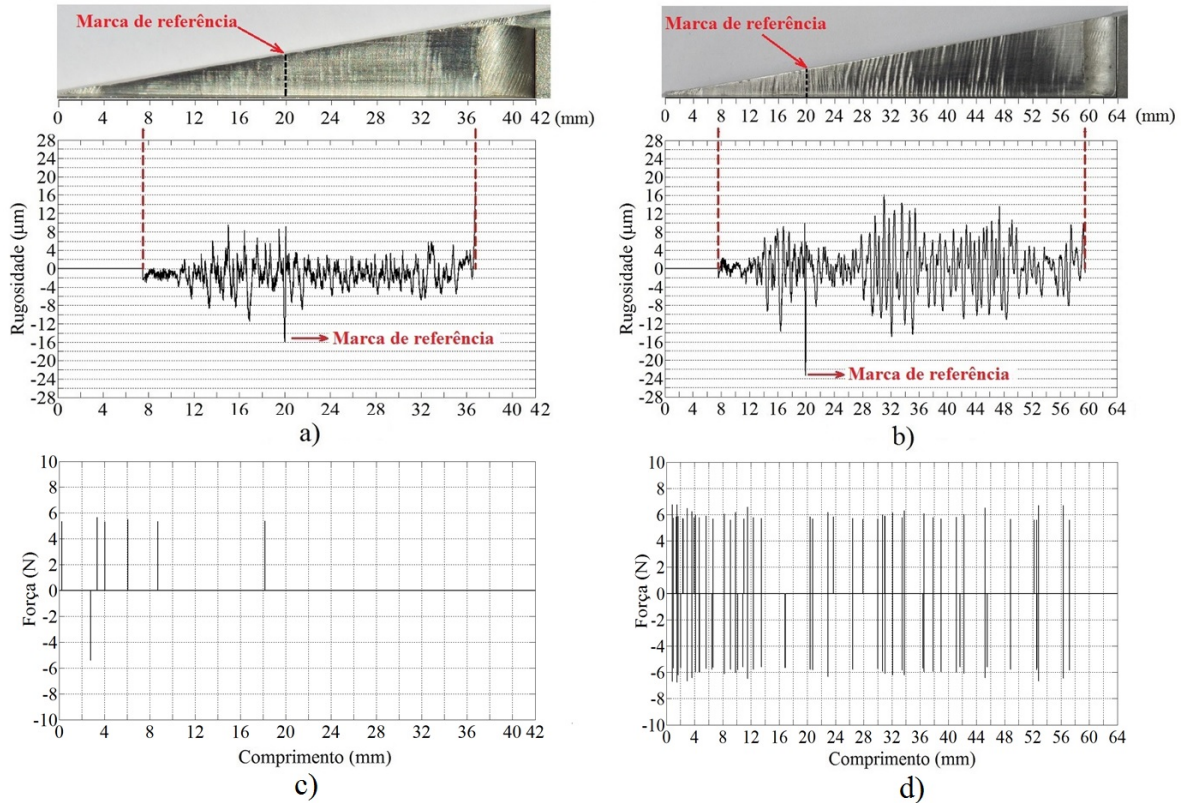 Marca de referência
Marca de referência
0 4 8 12 16 20 24 28 32 36 40 42 (mm)
0 4 8 12 16 20 24 28 32 36 40 44 48 52 56 60 64 (mm)
Rugosidade (μm)
28
24
20
16
12
8
4
0
-4
-8
-12
-16
-20
-24
-28
Marca de referência
0 4 8 12 16 20 24 28 32 36 40 42
a)
Rugosidade (μm)
28
24
20
16
12
8
4
0
-4
-8
-12
-16
-20
-24
-28
Marca de referência
0 4 8 12 16 20 24 28 32 36 40 44 48 52 56 60 64
b)
Força (N)
10
8
6
4
2
0
-2
-4
-6
-8
-10
0 4 8 12 16 20 24 28 32 36 40 42
Comprimento (mm)
c)
Força (N)
10
8
6
4
2
0
-2
-4
-6
-8
-10
0 4 8 12 16 20 24 28 32 36 40 44 48 52 56 60 64
Comprimento (mm)
d)